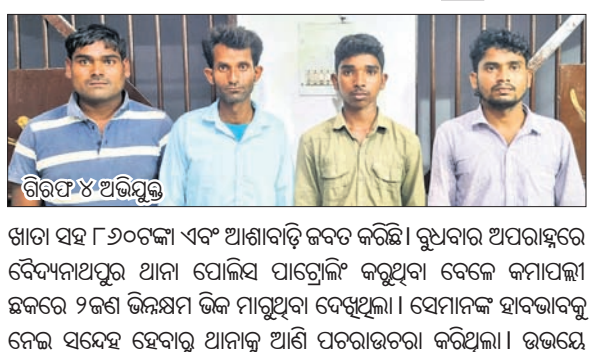 ଗିରଫ ୪ ଅଭିଯୁକ୍ତ
ଖାତା ସହ ୮୬୦ଟଙ୍କା ଏବଂ ଆଶାବାଡ଼ି ଜବତ କରିଛି। ବୁଧବାର ଅପରାହ୍ନରେ
ବୈଦ୍ୟନାଥପୁର ଥାନା ପୋଲିସ ପାଟ୍ରୋଲିଂ କରୁଥିବା ବେଳେ କମାପଲ୍ଲୀ
ଛକରେ ୨ଜଣ ଭିନ୍ନକ୍ଷମ ଭିକ ମାଗୁଥିବା ଦେଖିଥିଲା। ସେମାନଙ୍କ ହାବଭାବକୁ
ନେଇ ସନ୍ଦେହ ହେବାରୁ ଥାନାକୁ ଆଣି ପଚରାଉଚରା କରିଥିଲା। ଉଭୟେ